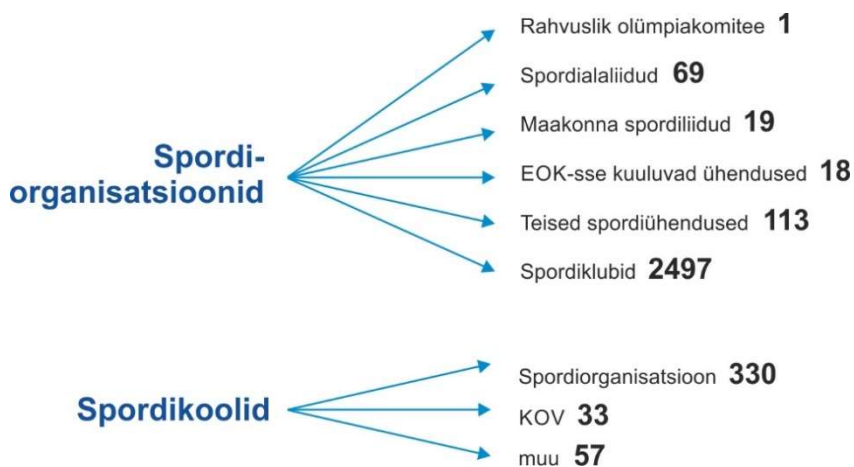 Rahvuslik olümpiakomitee 1
Spordialaliidud 69
Maakonna spordiliidud 19
Spordi-
organisatsioonid
EOK-sse kuuluvad ühendused 18
Teised spordiühendused 113
Spordiklubid 2497
Spordikoolid
Spordiorganisatsioon 330
KOV 33
muu 57